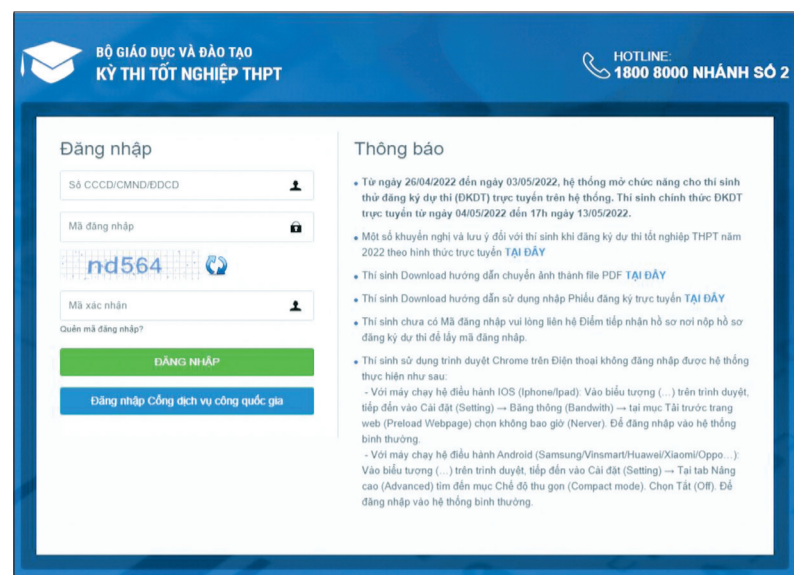 BỘ GIÁO DỤC VÀ ĐÀO TẠO
KỲ THI TỐT NGHIỆP THPT
HOTLINE:
1800 8000 NHÁNH SỐ 2
Đăng nhập
Số CCCD/CMND/ĐDCD
Mã đăng nhập
nd564
Mã xác nhận
Quên mã đăng nhập?
ĐĂNG NHẬP
Đăng nhập Cổng dịch vụ công quốc gia
Thông báo
Từ ngày 26/04/2022 đến ngày 03/05/2022, hệ thống mở chức năng cho thí sinh
thử đăng ký dự thi (ĐKDT) trực tuyến trên hệ thống. Thí sinh chính thức ĐKDT
trực tuyến từ ngày 04/05/2022 đến 17h ngày 13/05/2022.
Một số khuyến nghị và lưu ý đối với thí sinh khi đăng ký dự thi tốt nghiệp THPT năm
2022 theo hình thức trực tuyến TẠI ĐÂY
Thí sinh Download hướng dẫn chuyển ảnh thành file PDF TẠI ĐÂY
Thí sinh Download hướng dẫn sử dụng nhập Phiếu đăng ký trực tuyến TẠI ĐÂY
Thí sinh chưa có Mã đăng nhập vui lòng liên hệ Điểm tiếp nhận hồ sơ nơi nộp hồ sơ
đăng ký dự thi để lấy mã đăng nhập.
Thí sinh sử dụng trình duyệt Chrome trên Điện thoại không đăng nhập được hệ thống
thực hiện như sau:
- Với máy chạy hệ điều hành IOS (Iphone/Ipad): Vào biểu tượng (…) trên trình duyệt,
tiếp đến vào Cài đặt (Setting) → Băng thông (Bandwith) → tại mục Tải trước trang
web (Preload Webpage) chọn không bao giờ (Nerver). Để đăng nhập vào hệ thống
bình thường.
- Với máy chạy hệ điều hành Android (Samsung/Vinsmart/Huawei/Xiaomi/Oppo…):
Vào biểu tượng (…) trên trình duyệt, tiếp đến vào Cài đặt (Setting) → Tại tab Nâng
cao (Advanced) tìm đến mục Chế độ thu gọn (Compact mode). Chọn Tắt (Off). Để
đăng nhập vào hệ thống bình thường.